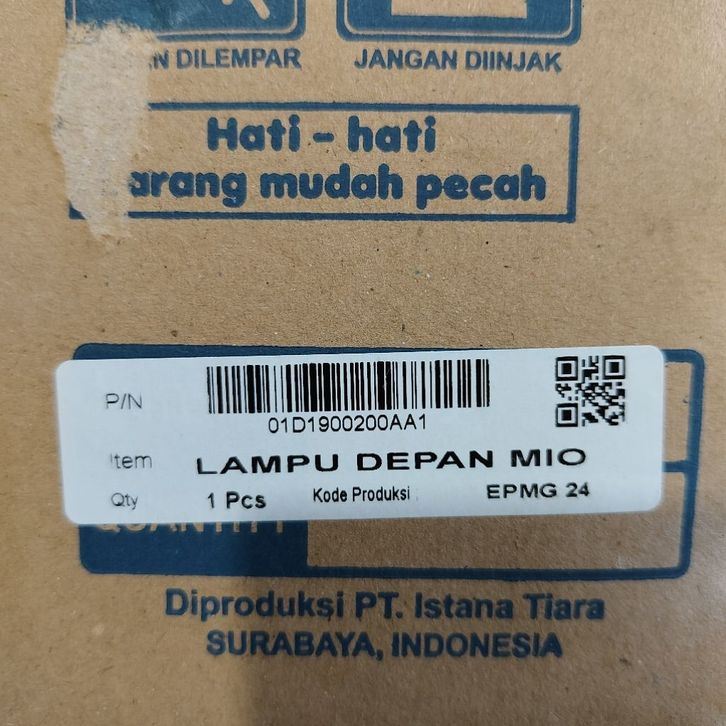 DILEMPAR
JANGAN DIINJAK
Hati - hati
mudah pecah
P/N
01D1900200AA1
Item
LAMPU DEPAN MIO
Qty
1 Pcs
Kode Produksi :
EPMG 24
Diproduksi PT. Istana Tiara
SURABAYA, INDONESIA